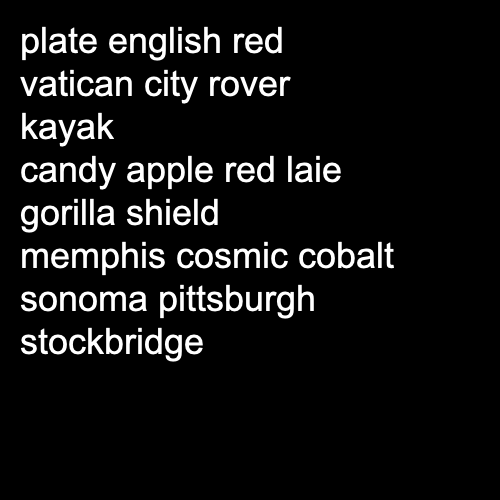 plate english red
vatican city rover
kayak
candy apple red laie
gorilla shield
memphis cosmic cobalt
sonoma pittsburgh
stockbridge